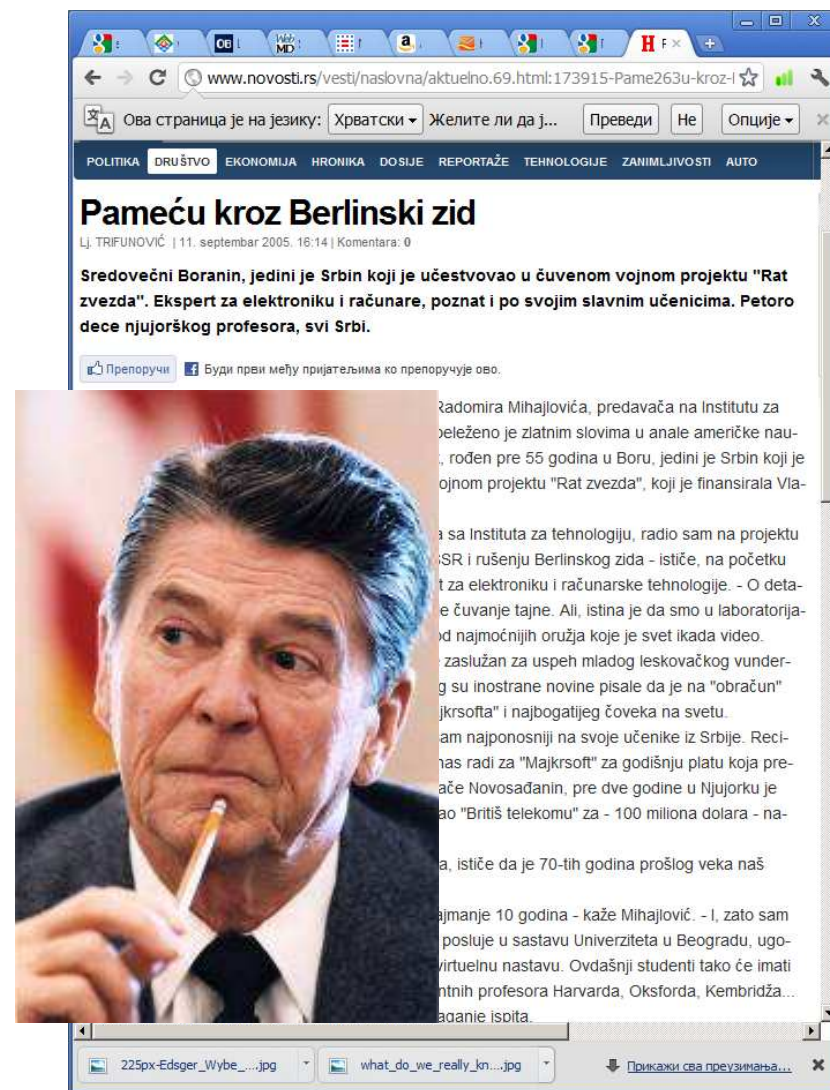 OB
Web
MD
a
H
www.novosti.rs/vesti/naslovna/aktuelno.69.html:173915-Pame263u-kroz-
Ова страница је на језику: Хрватски Желите ли да ј... Преведи Не Опције
POLITIKA DRUŠTVO EKONOMIJA HRONIKA DOSIJE REPORTAŽE TEHNOLOGIJE ZANIMLJIVOSTI AUTO
Pameću kroz Berlinski zid
Lj. TRIFUNOVIĆ | 11. septembar 2005. 16:14 | Komentara: 0
Sredovečni Boranin, jedini je Srbin koji je učestvovao u čuvenom vojnom projektu "Rat
zvezda". Ekspert za elektroniku i računare, poznat i po svojim slavnim učenicima. Petoro
dece njujorškog profesora, svi Srbi.
Препоручи Буди први међу пријатељима ко препоручује ово.
Radomira Mihajlovića, predavača na Institutu za
beleženo je zlatnim slovima u anale američke nau-
, rođen pre 55 godina u Boru, jedini je Srbin koji je
ojnom projektu "Rat zvezda", koji je finansirala Vla-
a sa Instituta za tehnologiju, radio sam na projektu
SSR i rušenju Berlinskog zida - ističe, na početku
t za elektroniku i računarske tehnologije. - O deta-
e čuvanje tajne. Ali, istina je da smo u laboratorija-
od najmoćnijih oružja koje je svet ikada video.
zaslužan za uspeh mladog leskovačkog vunder-
g su inostrane novine pisale da je na "obračun"
jkrsofta" i najbogatijeg čoveka na svetu.
am najponosniji na svoje učenike iz Srbije. Reci-
nas radi za "Majkrsoft" za godišnju platu koja pre-
ače Novosađanin, pre dve godine u Njujorku je
ao "Britiš telekomu" za - 100 miliona dolara - na-
a, ističe da je 70-tih godina prošlog veka naš
ajmanje 10 godina - kaže Mihajlović. - I, zato sam
posluje u sastavu Univerziteta u Beogradu, ugo-
virtuelnu nastavu. Ovdašnji studenti tako će imati
ntnih profesora Harvarda, Oksforda, Kembridža...
aganje ispita.
225px-Edsger_Wybe_....jpg what_do_we_really_kn....jpg Прикажи сва преузимања...